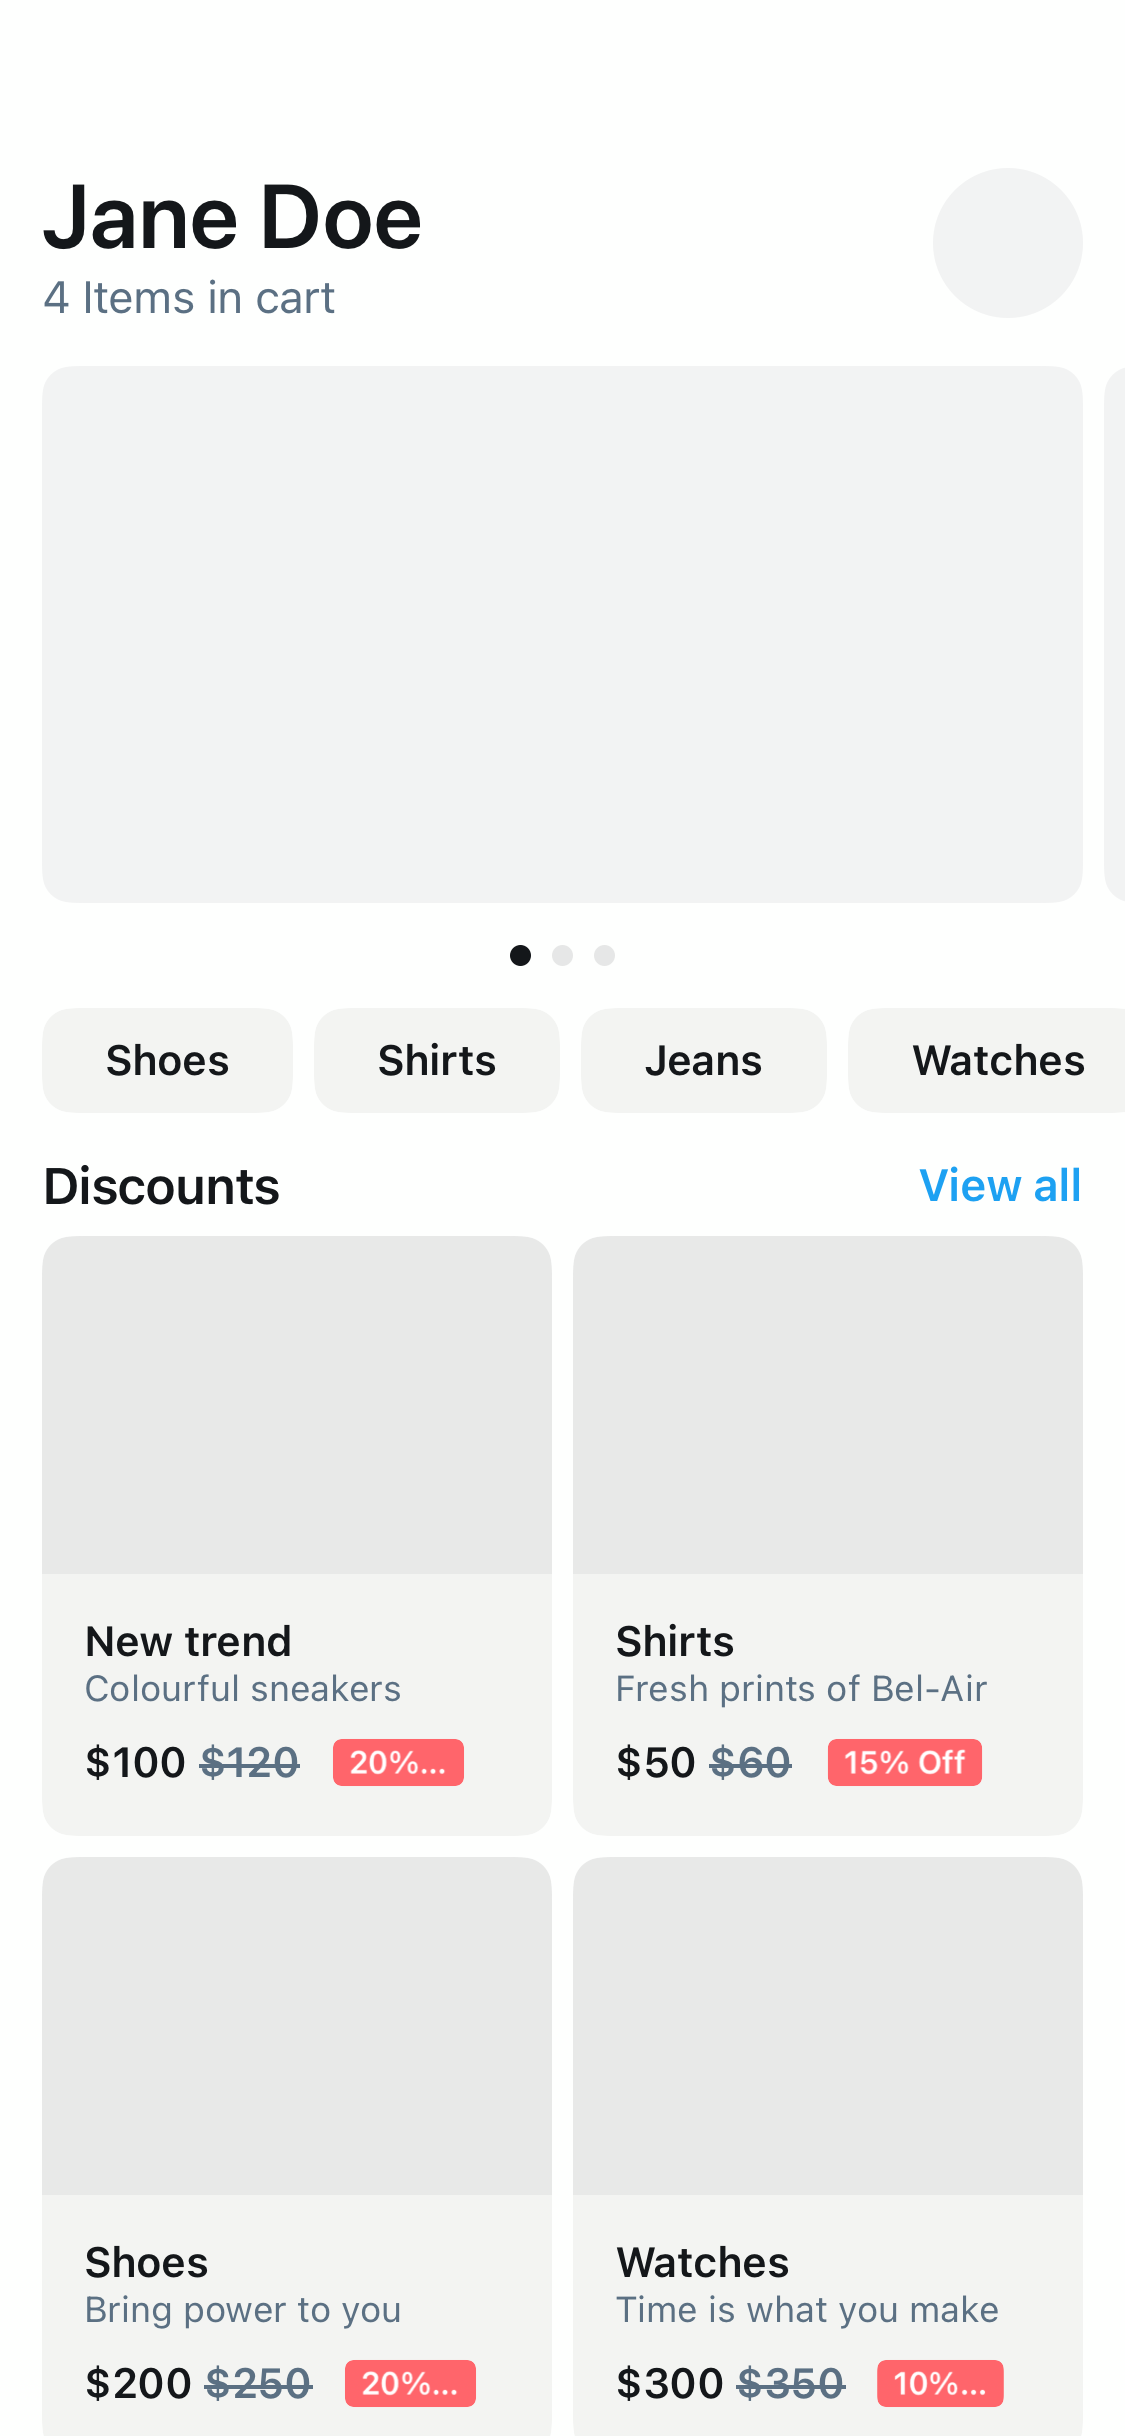 Jane Doe
4 Items in cart
Shoes Shirts Jeans Watches
Discounts View all
New trend
Colourful sneakers
$100 $120 20%...
Shirts
Fresh prints of Bel-Air
$50 $60 15% Off
Shoes
Bring power to you
$200 $250 20%...
Watches
Time is what you make
$300 $350 10%...